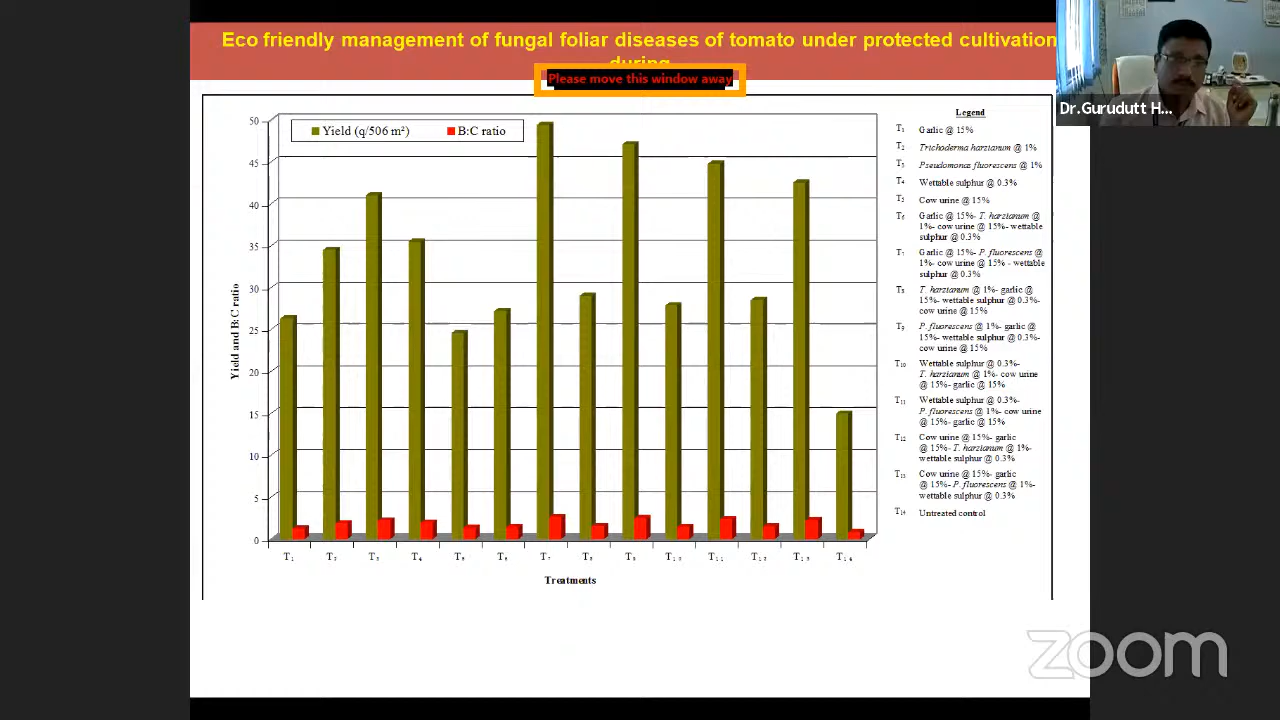 Eco friendly management of fungal foliar diseases of tomato under protected cultivation
during
Please move this window away
Dr.Gurudutt H...
Yield (q/506 m²)
B:C ratio
Yield and B:C ratio
50
45
40
35
30
25
20
15
10
5
0
T₁ T₂ T₃ T₄ T₅ T₆ T₇ T₈ T₉ T₁₀ T₁₁ T₁₂ T₁₃ T₁₄
Treatments
Legend
T₁ Garlic @ 15%
T₂ Trichoderma harzianum @ 1%
T₃ Pseudomonas fluorescens @ 1%
T₄ Wettable sulphur @ 0.3%
T₅ Cow urine @ 15%
T₆ Garlic @ 15%- T. harzianum @
1%- cow urine @ 15%- wettable
sulphur @ 0.3%
T₇ Garlic @ 15%- P. fluorescens @
1%- cow urine @ 15% - wettable
sulphur @ 0.3%
T₈ T. harzianum @ 1%- garlic @
15%- wettable sulphur @ 0.3%-
cow urine @ 15%
T₉ P. fluorescens @ 1%- garlic @
15%- wettable sulphur @ 0.3%-
cow urine @ 15%
T₁₀ Wettable sulphur @ 0.3%-
T. harzianum @ 1%- cow urine
@ 15%- garlic @ 15%
T₁₁ Wettable sulphur @ 0.3%-
P. fluorescens @ 1%- cow urine
@ 15%- garlic @ 15%
T₁₂ Cow urine @ 15%- garlic
@ 15%- T. harzianum @ 1%-
wettable sulphur @ 0.3%
T₁₃ Cow urine @ 15%- garlic
@ 15%- P. fluorescens @ 1%-
wettable sulphur @ 0.3%
T₁₄ Untreated control
zoom